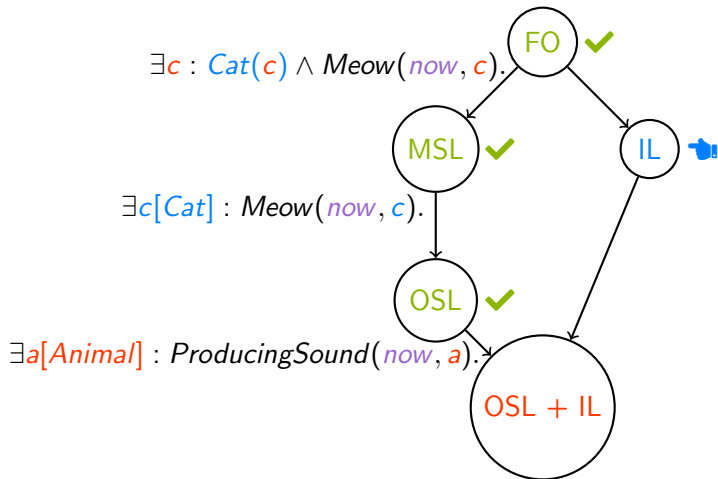 FO
∃c : Cat(c) ∧ Meow(now, c).
MSL
IL
∃c[Cat] : Meow(now, c).
OSL
∃a[Animal] : ProducingSound(now, a).
OSL + IL